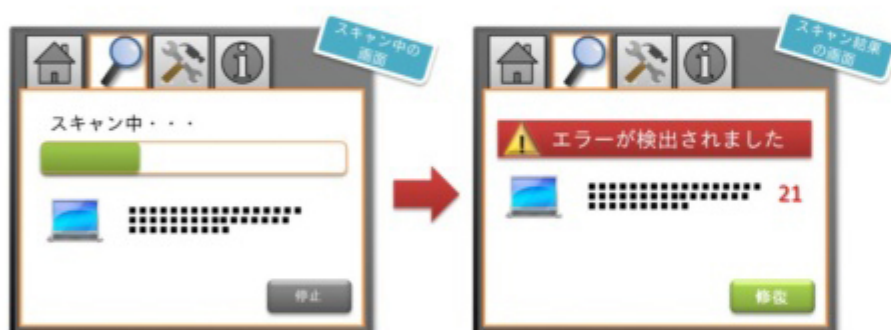 スキャン中の
画面
スキャン中・・・
停止
スキャン結果
の画面
エラーが検出されました
21
修復